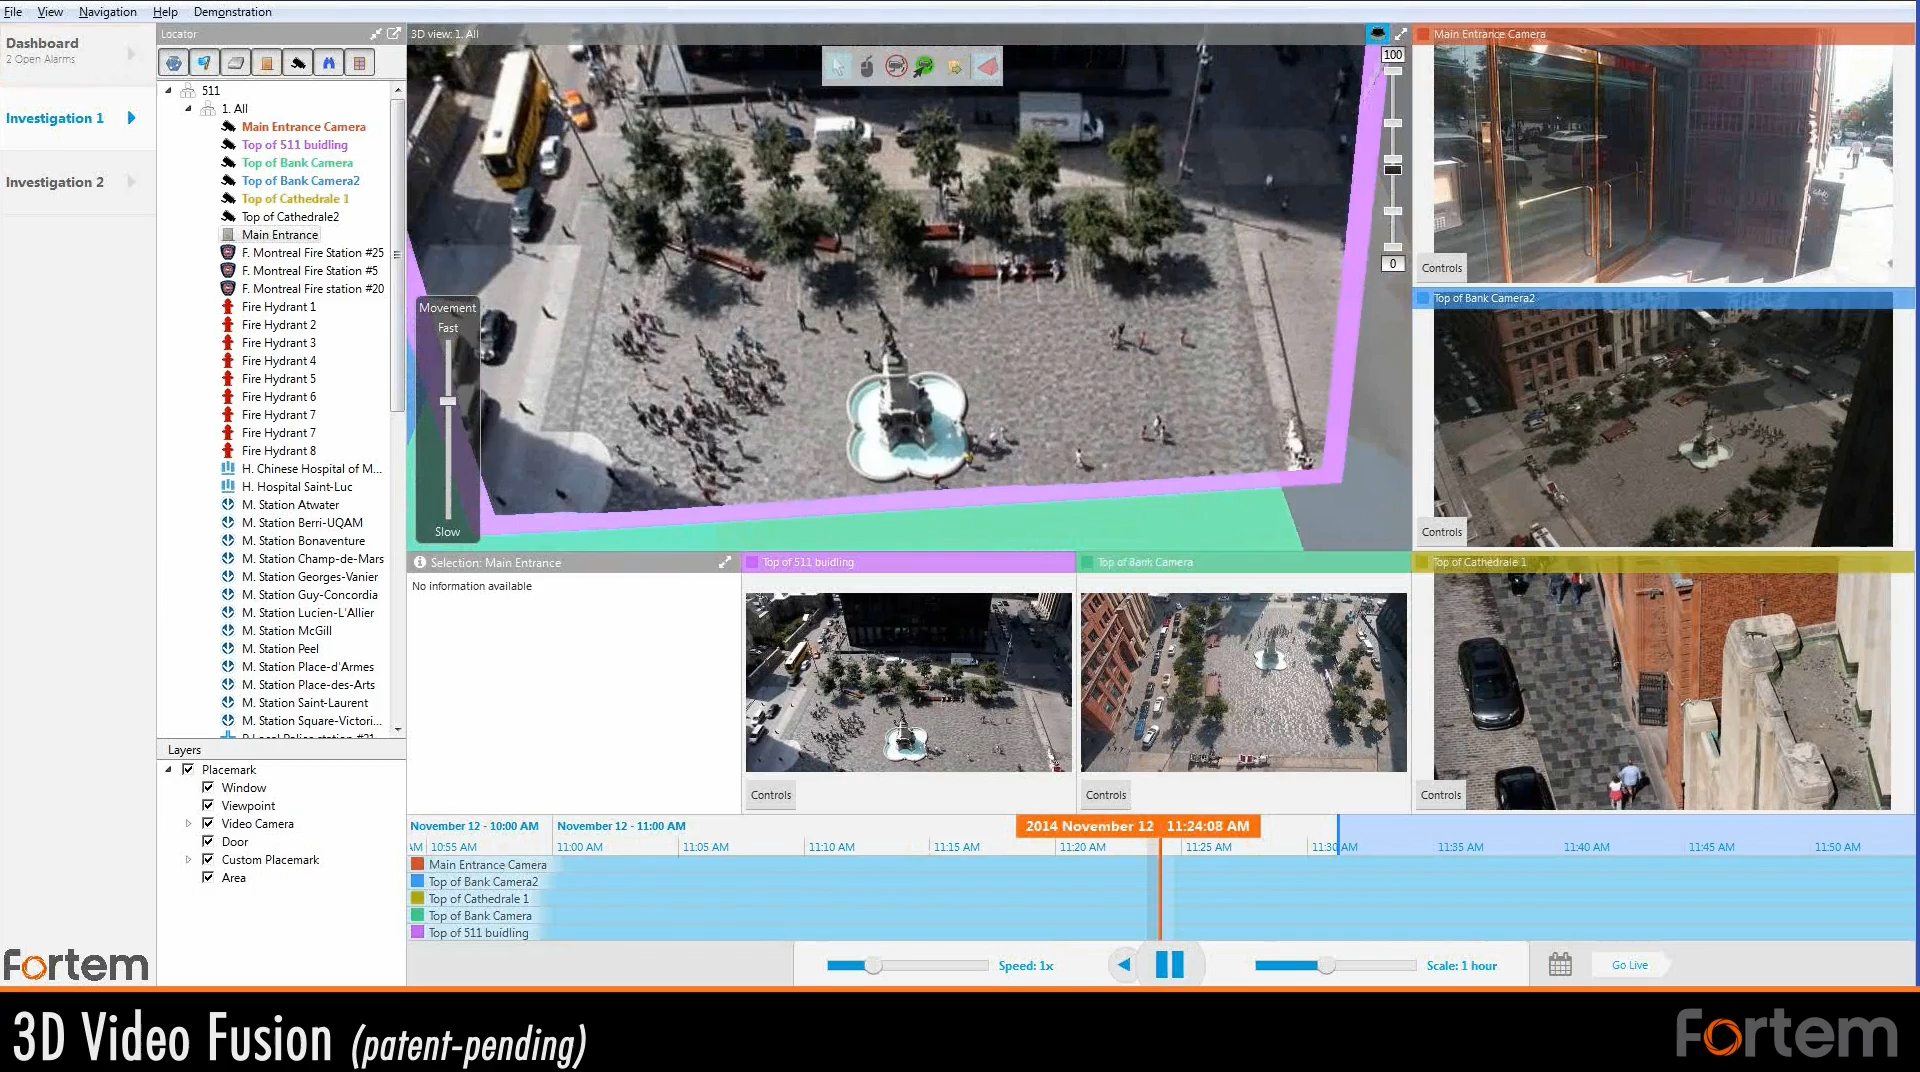 File View Navigation Help Demonstration
Dashboard
2 Open Alarms
Investigation 1
Investigation 2
Locator
511
1. All
Main Entrance Camera
Top of 511 buidling
Top of Bank Camera
Top of Bank Camera2
Top of Cathedrale 1
Top of Cathedrale2
Main Entrance
F. Montreal Fire Station #25
F. Montreal Fire Station #5
F. Montreal Fire station #20
Fire Hydrant 1
Fire Hydrant 2
Fire Hydrant 3
Fire Hydrant 4
Fire Hydrant 5
Fire Hydrant 6
Fire Hydrant 7
Fire Hydrant 7
Fire Hydrant 8
H. Chinese Hospital of M...
H. Hospital Saint-Luc
M. Station Atwater
M. Station Berri-UQAM
M. Station Bonaventure
M. Station Champ-de-Mars
M. Station Georges-Vanier
M. Station Guy-Concordia
M. Station Lucien-L'Allier
M. Station McGill
M. Station Peel
M. Station Place-d'Armes
M. Station Place-des-Arts
M. Station Saint-Laurent
M. Station Square-Victori...
P Local Police station #21
Layers
Placemark
Window
Viewpoint
Video Camera
Door
Custom Placemark
Area
Fortem
3D view: 1. All
100
0
Movement
Fast
Slow
Main Entrance Camera
Controls
Top of Bank Camera2
Controls
Selection: Main Entrance
No information available
Top of 511 buidling
Controls
Top of Bank Camera
Controls
Top of Cathedrale 1
Controls
November 12 - 10:00 AM November 12 - 11:00 AM 2014 November 12 11:24:08 AM
AM 10:55 AM 11:00 AM 11:05 AM 11:10 AM 11:15 AM 11:20 AM 11:25 AM 11:30 AM 11:35 AM 11:40 AM 11:45 AM 11:50 AM
Main Entrance Camera
Top of Bank Camera2
Top of Cathedrale 1
Top of Bank Camera
Top of 511 buidling
Speed: 1x
Scale: 1 hour
Go Live
3D Video Fusion (patent-pending)
Fortem